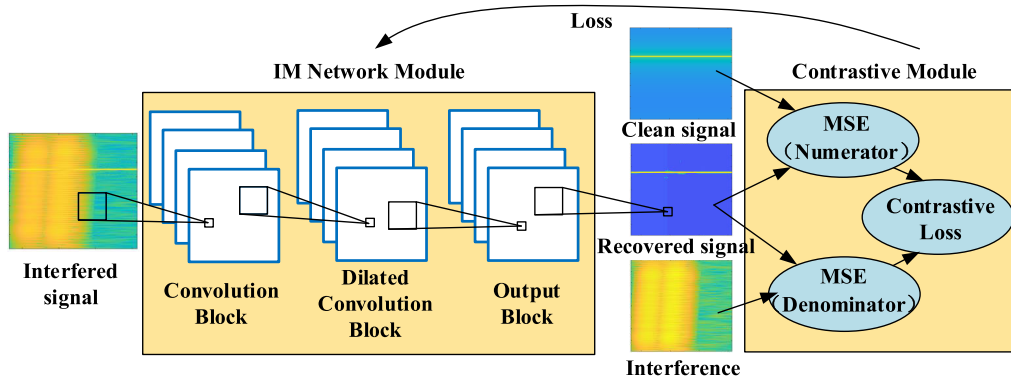 Loss
IM Network Module
Contrastive Module
Clean signal
MSE
（Numerator）
Recovered signal
Contrastive
Loss
Interfered
signal
Convolution
Block
Dilated
Convolution
Block
Output
Block
MSE
(Denominator）
Interference